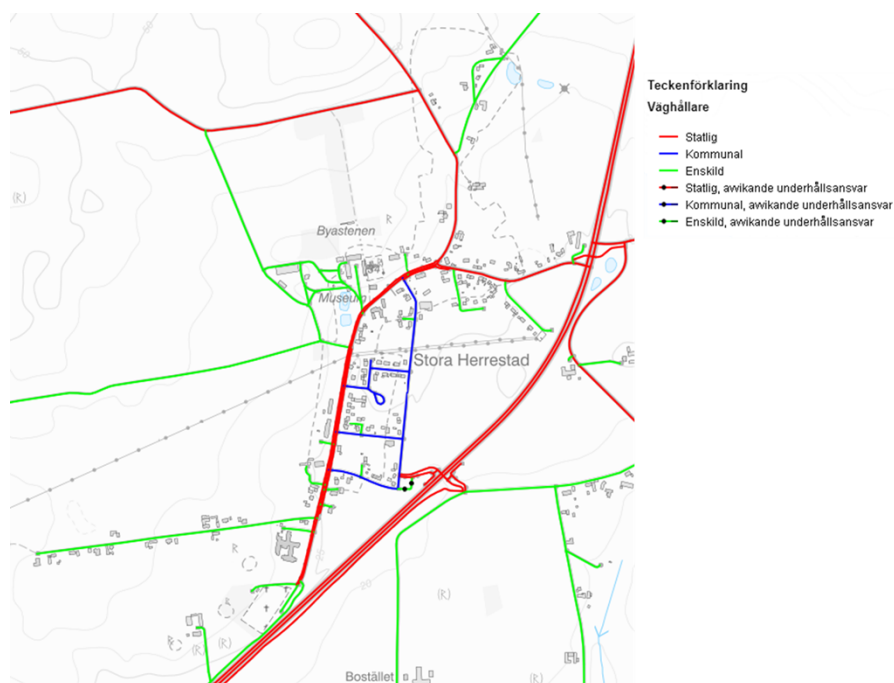 Teckenförklaring
Väghållare
Statlig
Kommunal
Enskild
Statlig, avvikande underhållsansvar
Kommunal, avvikande underhållsansvar
Enskild, avvikande underhållsansvar
(R)
R
Byastenen
Museum
Stora Herrestad
R
20
(R)
(R)
(R)
(R)
(R)
Bostället